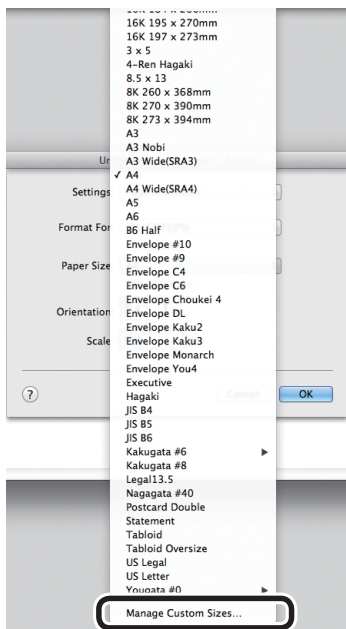 16K 195 x 270mm
16K 197 x 273mm
3 x 5
4-Ren Hagaki
8.5 x 13
8K 260 x 368mm
8K 270 x 390mm
8K 273 x 394mm
A3
A3 Nobi
A3 Wide(SRA3)
✓ A4
Settings
A4 Wide(SRA4)
A5
A6
Format For
B6 Half
Envelope #10
Envelope #9
Paper Size
Envelope C4
Envelope C6
Envelope Choukei 4
Orientation
Envelope DL
Envelope Kaku2
Scale
Envelope Kaku3
Envelope Monarch
Envelope You4
Executive
? Hagaki Cancel OK
JIS B4
JIS B5
JIS B6
Kakugata #6 ▶
Kakugata #8
Legal13.5
Nagagata #40
Postcard Double
Statement
Tabloid
Tabloid Oversize
US Legal
US Letter
Yougata #0 ▶
Manage Custom Sizes...